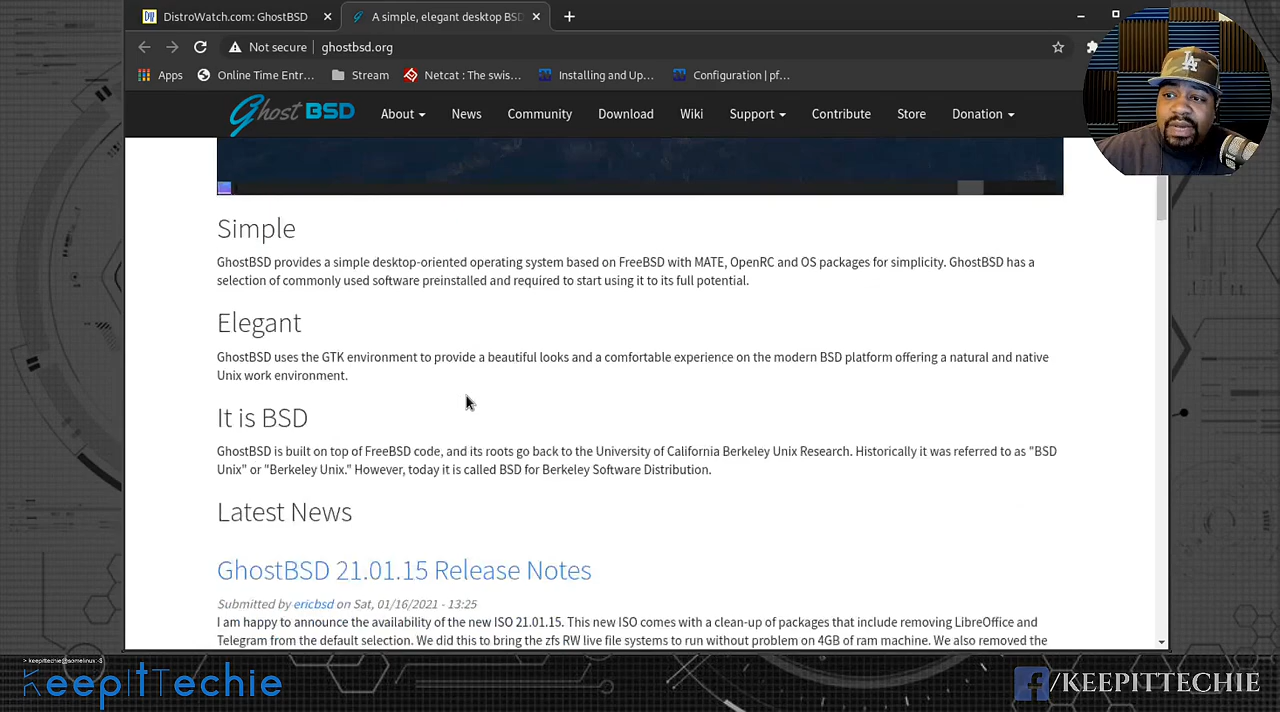 DistroWatch.com: GhostBSD
A simple, elegant desktop BSD
Not secure
ghostbsd.org
Apps
Online Time Entr...
Stream
Netcat : The swis...
Installing and Up...
Configuration | pf...
Ghost BSD
About
News
Community
Download
Wiki
Support
Contribute
Store
Donation
LA
Simple
GhostBSD provides a simple desktop-oriented operating system based on FreeBSD with MATE, OpenRC and OS packages for simplicity. GhostBSD has a
selection of commonly used software preinstalled and required to start using it to its full potential.
Elegant
GhostBSD uses the GTK environment to provide a beautiful looks and a comfortable experience on the modern BSD platform offering a natural and native
Unix work environment.
It is BSD
GhostBSD is built on top of FreeBSD code, and its roots go back to the University of California Berkeley Unix Research. Historically it was referred to as "BSD
Unix" or "Berkeley Unix." However, today it is called BSD for Berkeley Software Distribution.
Latest News
GhostBSD 21.01.15 Release Notes
Submitted by ericbsd on Sat, 01/16/2021 - 13:25
I am happy to announce the availability of the new ISO 21.01.15. This new ISO comes with a clean-up of packages that include removing LibreOffice and
Telegram from the default selection. We did this to bring the zfs RW live file systems to run without problem on 4GB of ram machine. We also removed the
> keepittechie@somelinux:-$
KeepItTechie
f/KEEPITTECHIE